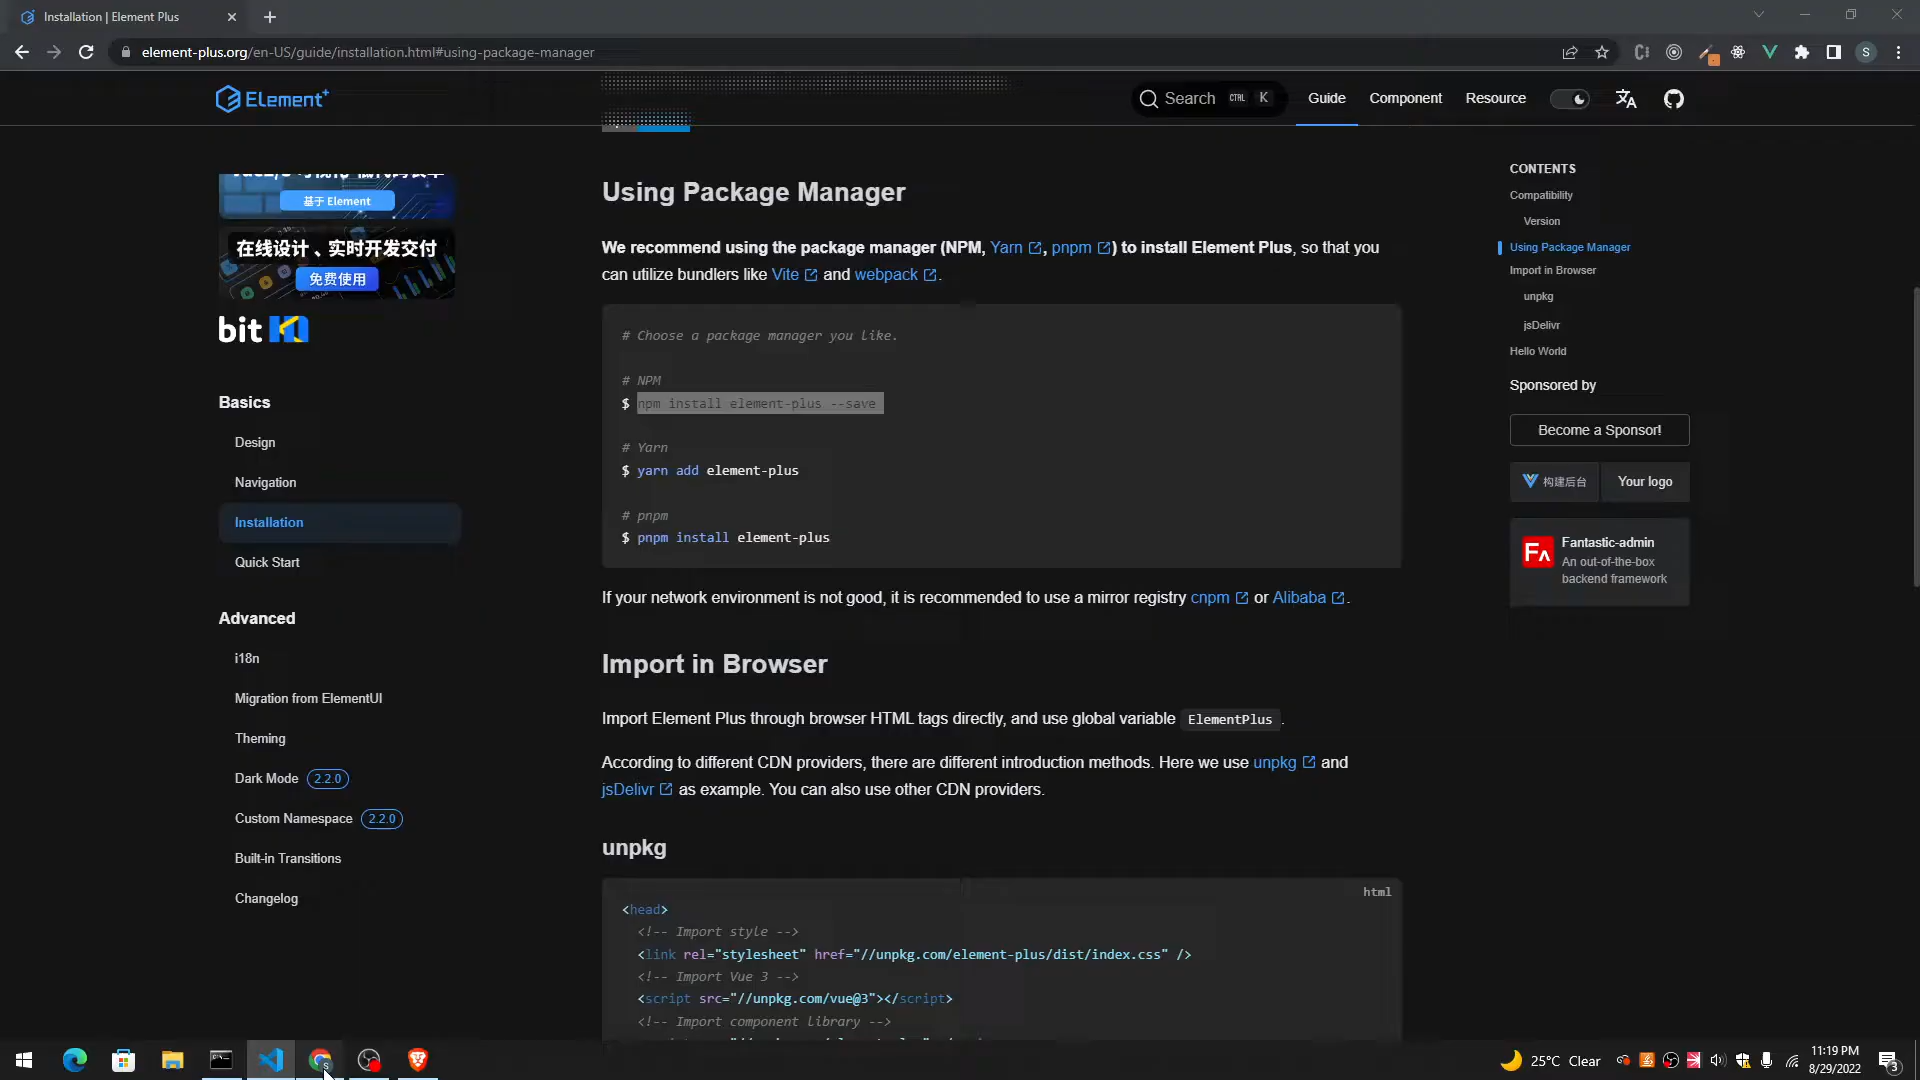 Installation | Element Plus
element-plus.org/en-US/guide/installation.html#using-package-manager
S
Element+
Search CTRL K
Guide
Component
Resource
基于 Element
在线设计、实时开发交付
免费使用
bit
Basics
Design
Navigation
Installation
Quick Start
Advanced
i18n
Migration from ElementUI
Theming
Dark Mode 2.2.0
Custom Namespace 2.2.0
Built-in Transitions
Changelog
Using Package Manager
We recommend using the package manager (NPM, Yarn, pnpm) to install Element Plus, so that you
can utilize bundlers like Vite and webpack.
# Choose a package manager you like.
# NPM
$ npm install element-plus --save
# Yarn
$ yarn add element-plus
# pnpm
$ pnpm install element-plus
If your network environment is not good, it is recommended to use a mirror registry cnpm or Alibaba.
Import in Browser
Import Element Plus through browser HTML tags directly, and use global variable ElementPlus.
According to different CDN providers, there are different introduction methods. Here we use unpkg and
jsDelivr as example. You can also use other CDN providers.
unpkg
html
<head>
<!-- Import style -->
<link rel="stylesheet" href="//unpkg.com/element-plus/dist/index.css" />
<!-- Import Vue 3 -->
<script src="//unpkg.com/vue@3"></script>
<!-- Import component library -->
CONTENTS
Compatibility
Version
Using Package Manager
Import in Browser
unpkg
jsDelivr
Hello World
Sponsored by
Become a Sponsor!
构建后台
Your logo
Fantastic-admin
An out-of-the-box
backend framework
25°C Clear
11:19 PM
8/29/2022
3